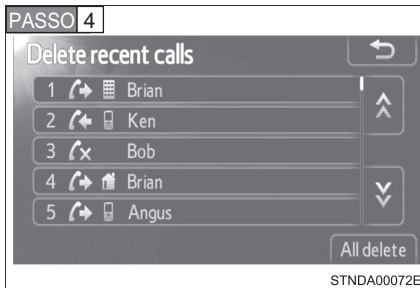 PASSO 4
Delete recent calls
1 Brian
2 Ken
3 Bob
4 Brian
5 Angus
All delete
STNDA00072E